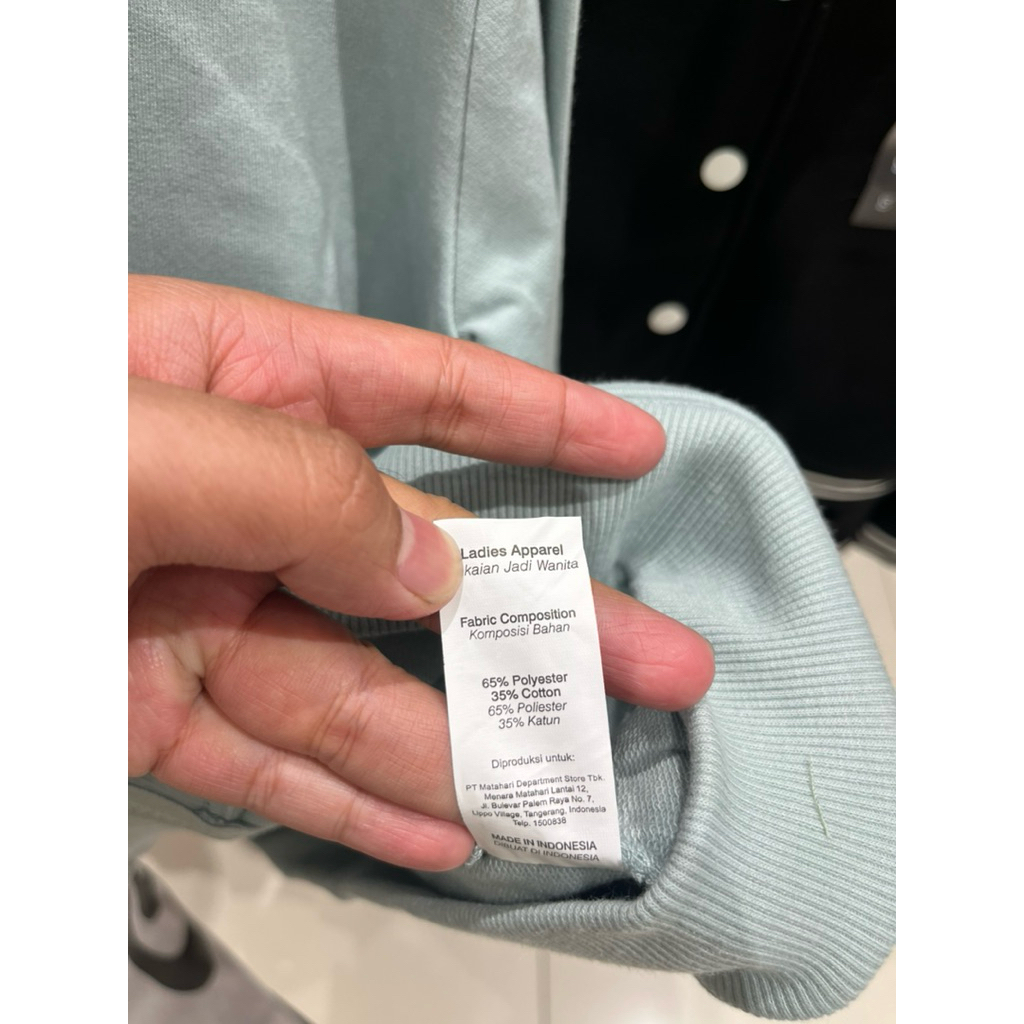 Ladies Apparel
kaian Jadi Wanita
Fabric Composition
Komposisi Bahan
65% Polyester
35% Cotton
65% Poliester
35% Katun
Diproduksi untuk:
PT Matahari Department Store Tbk.
Menara Matahari Lantai 12,
Jl. Bulevar Palem Raya No. 7,
Lippo Village, Tangerang, Indonesia
Telp. 1500838
MADE IN INDONESIA
DIBUAT DI INDONESIA